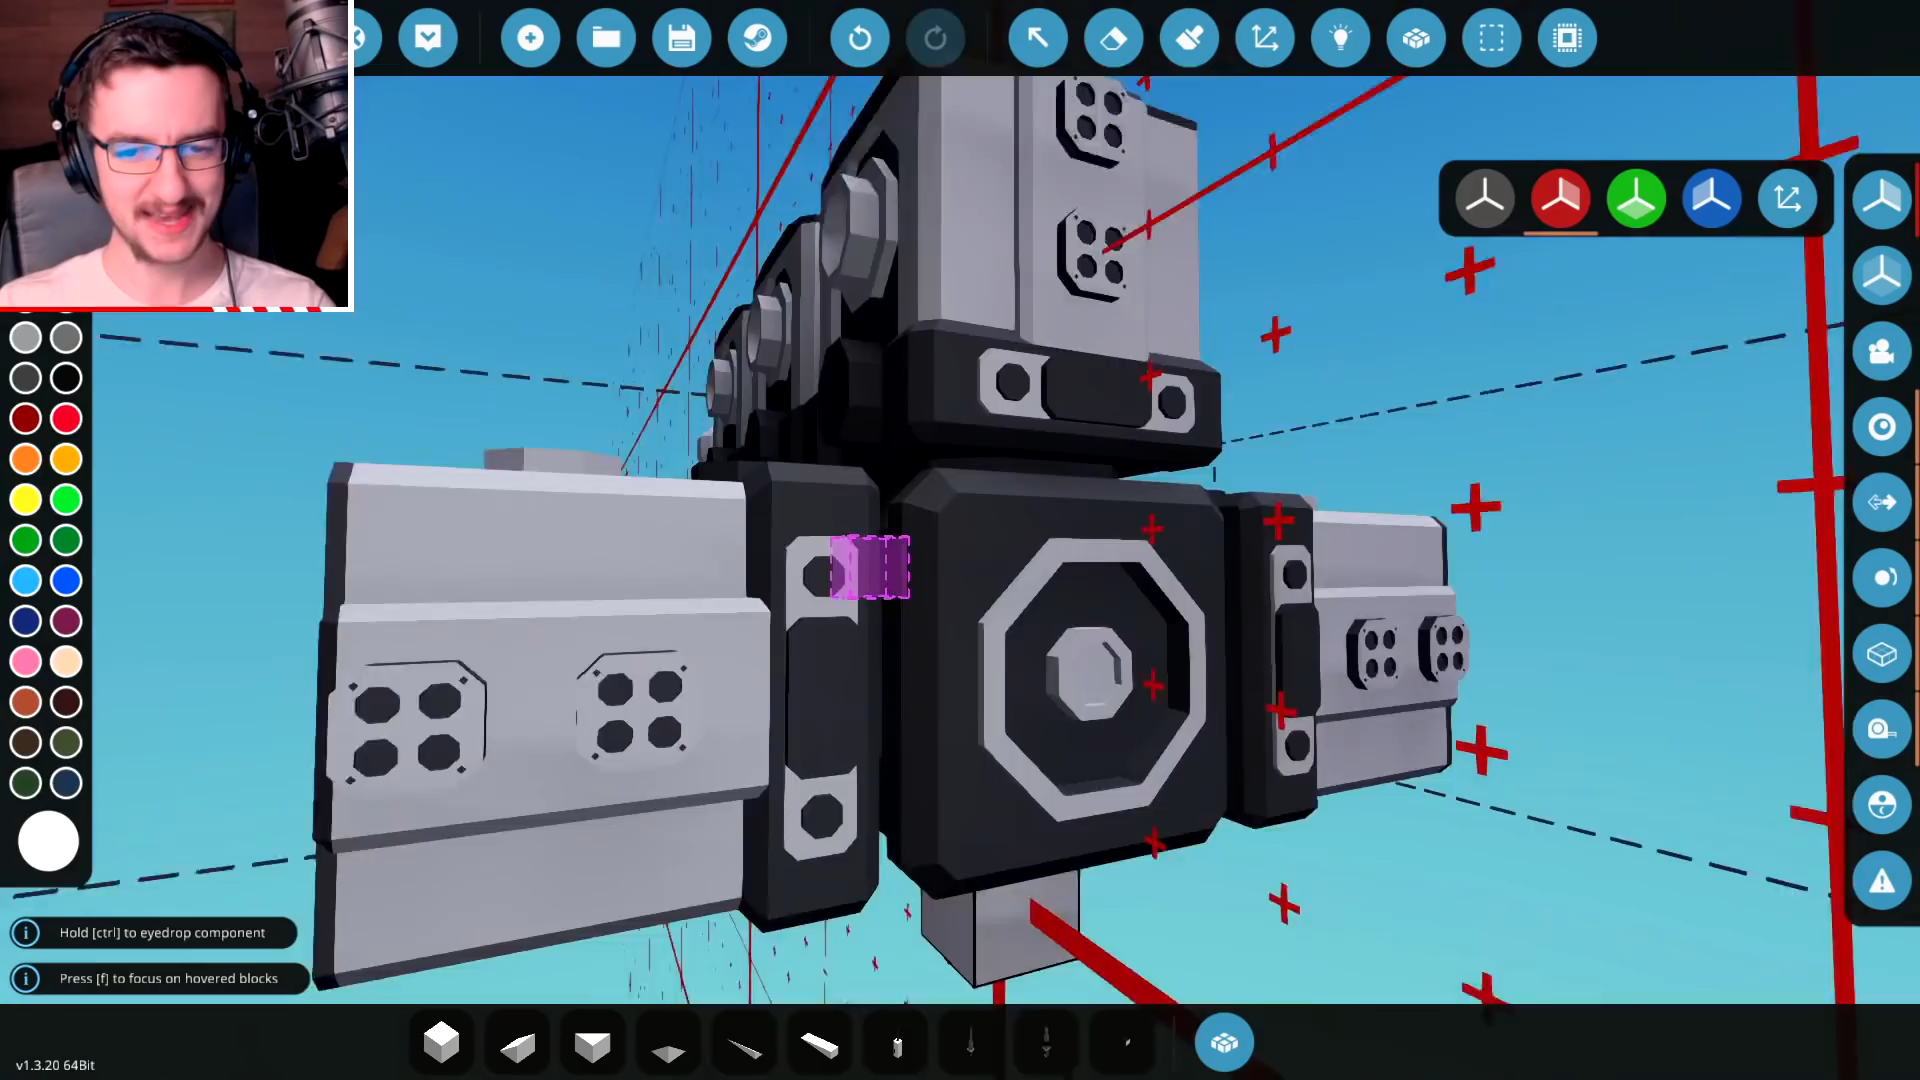 Hold [ctrl] to eyedrop component
Press [f] to focus on hovered blocks
v1.3.20 64Bit